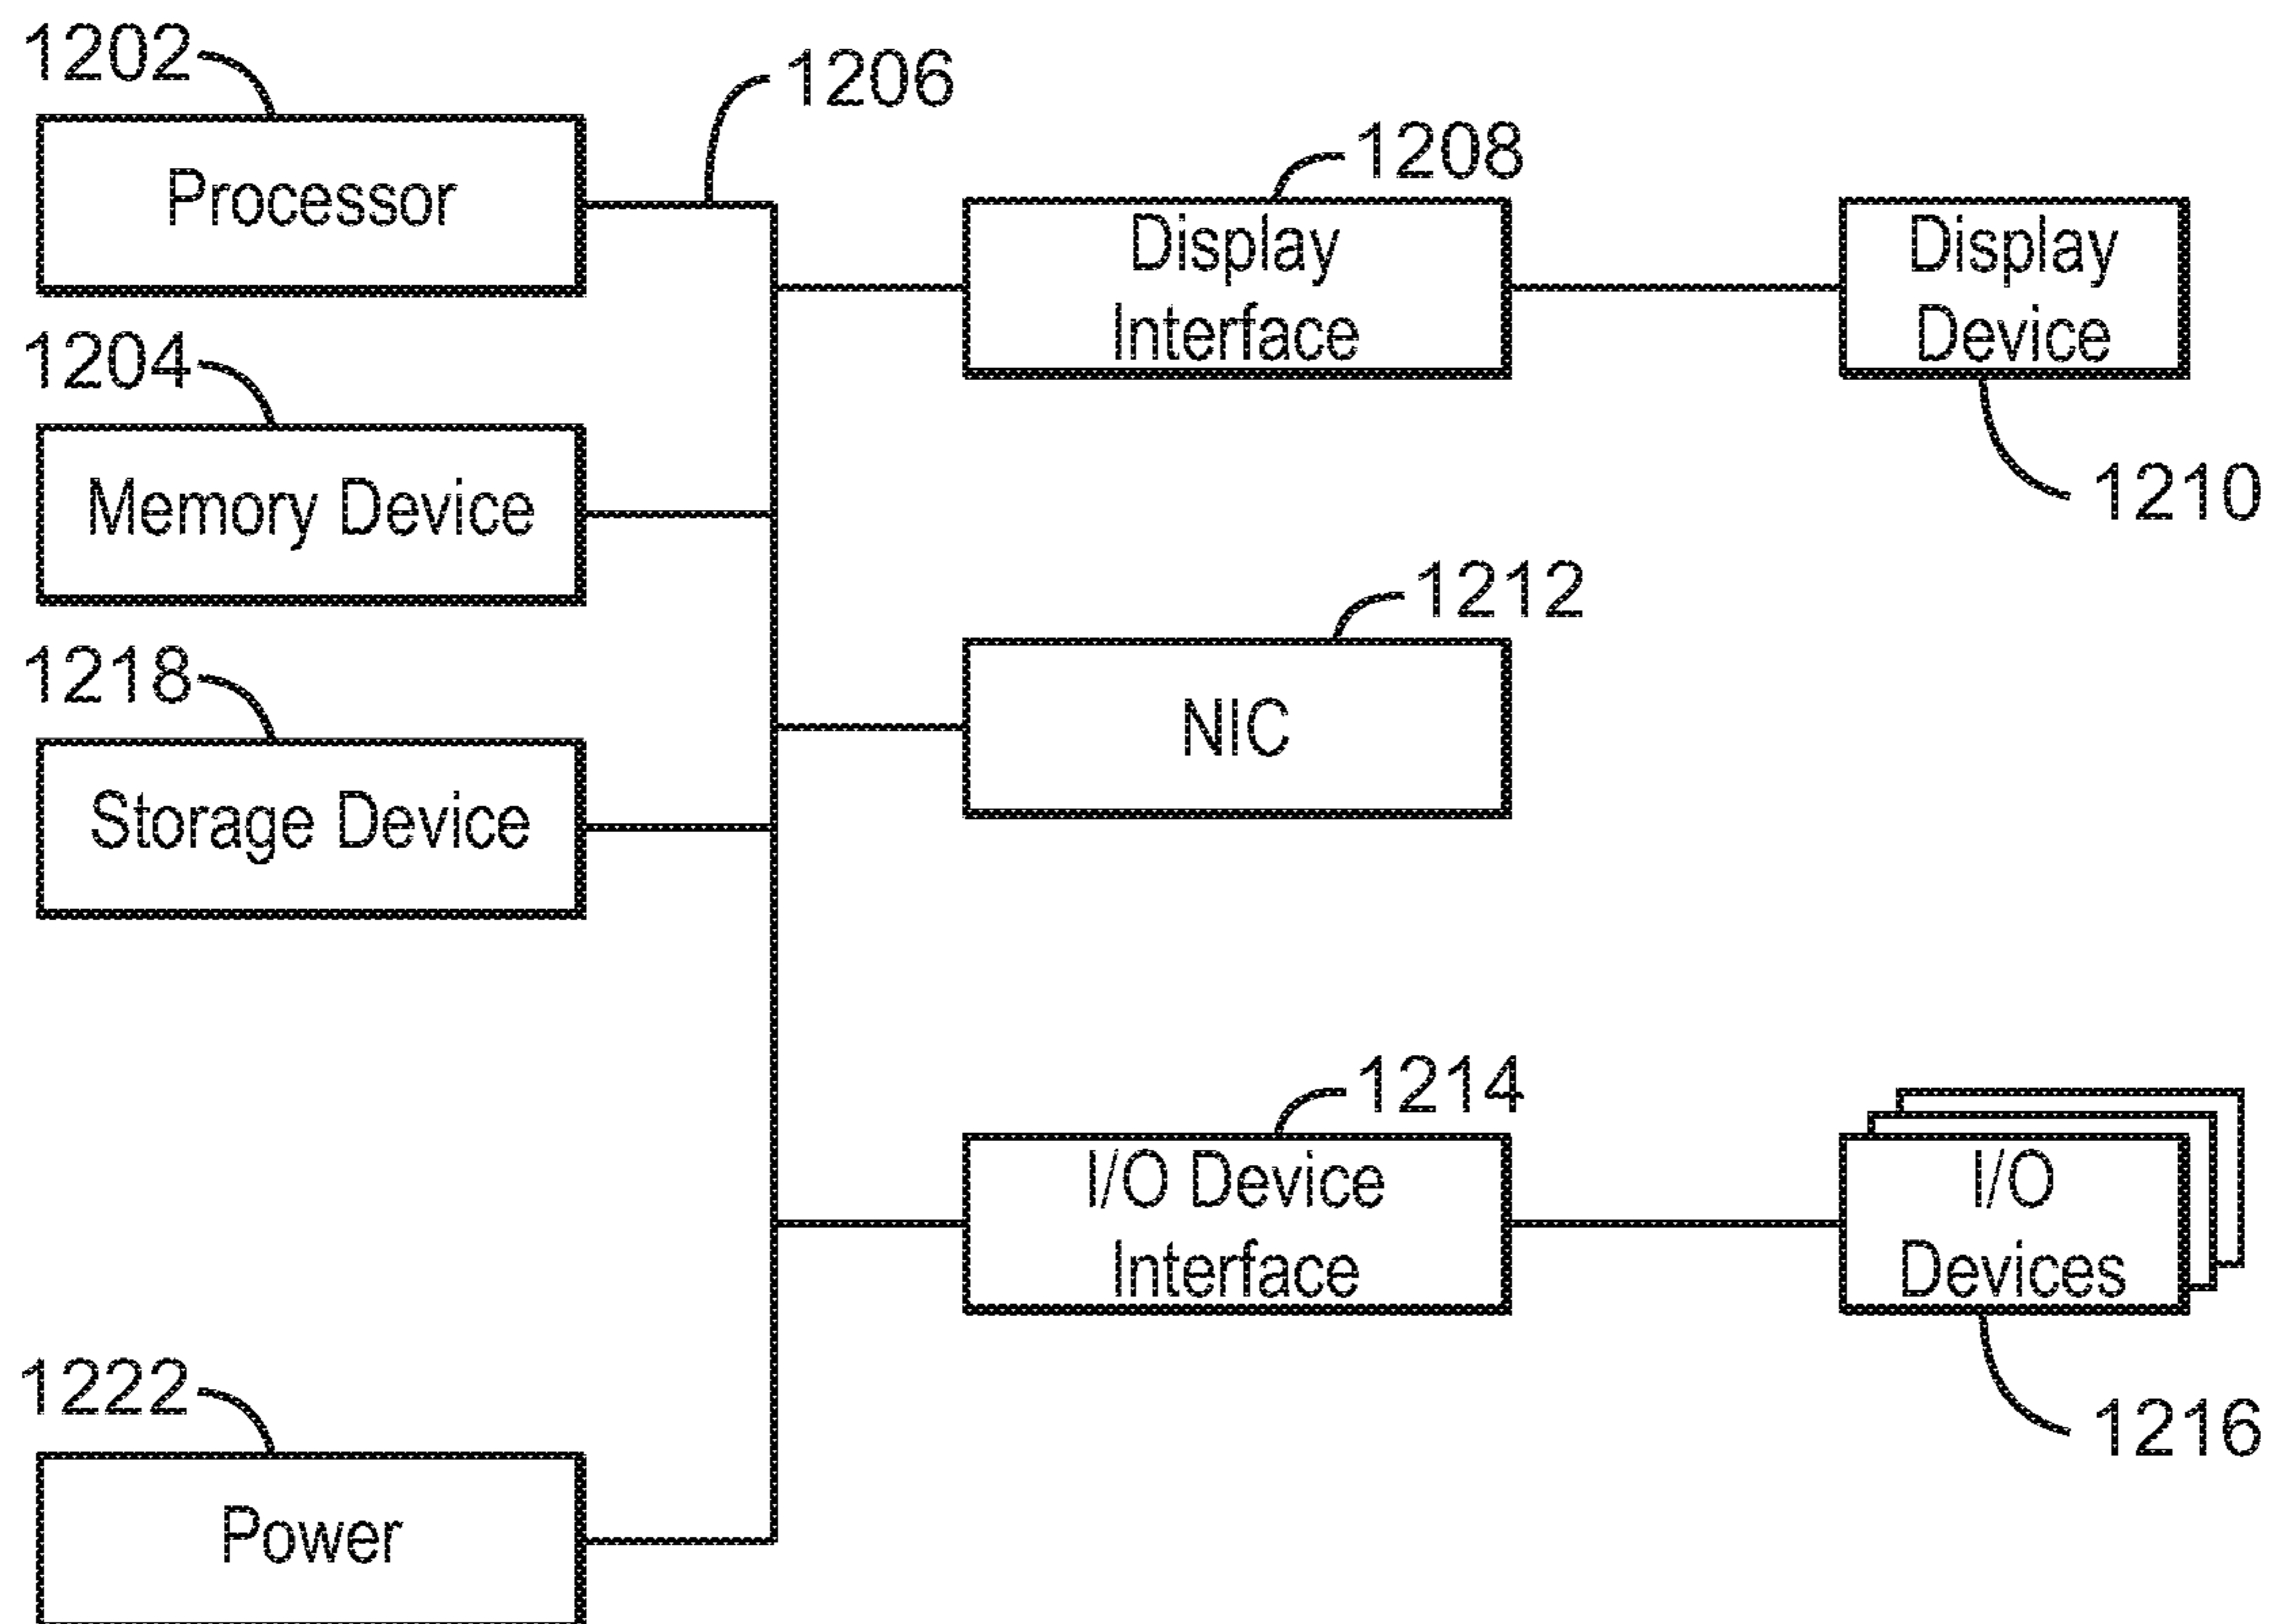 1202
1206
Processor
1208
Display
Interface
Display
Device
1210
1204
Memory Device
1212
NIC
1218
Storage Device
1214
I/O Device
Interface
I/O
Devices
1216
1222
Power